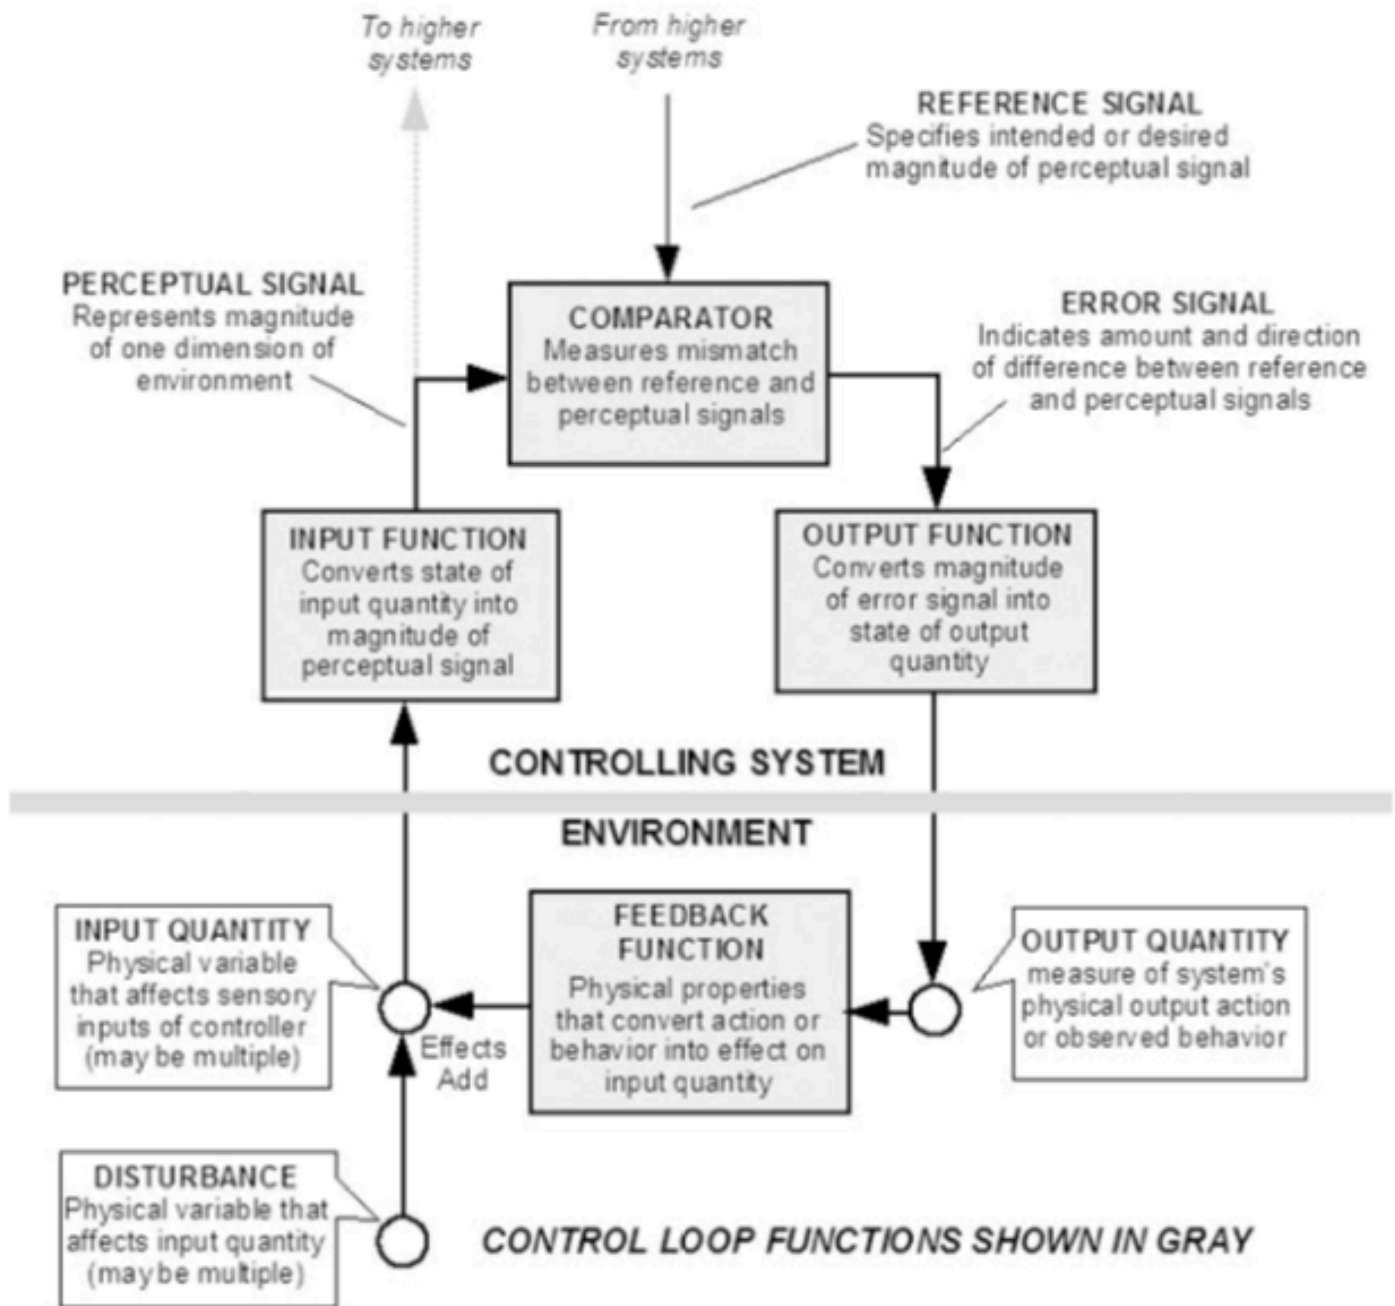 To higher
systems
From higher
systems
REFERENCE SIGNAL
Specifies intended or desired
magnitude of perceptual signal
PERCEPTUAL SIGNAL
Represents magnitude
of one dimension of
environment
COMPARATOR
Measures mismatch
between reference and
perceptual signals
ERROR SIGNAL
Indicates amount and direction
of difference between reference
and perceptual signals
INPUT FUNCTION
Converts state of
input quantity into
magnitude of
perceptual signal
OUTPUT FUNCTION
Converts magnitude
of error signal into
state of output
quantity
CONTROLLING SYSTEM
ENVIRONMENT
INPUT QUANTITY
Physical variable
that affects sensory
inputs of controller
(may be multiple)
Effects
Add
FEEDBACK
FUNCTION
Physical properties
that convert action or
behavior into effect on
input quantity
OUTPUT QUANTITY
measure of system's
physical output action
or observed behavior
DISTURBANCE
Physical variable that
affects input quantity
(may be multiple)
CONTROL LOOP FUNCTIONS SHOWN IN GRAY